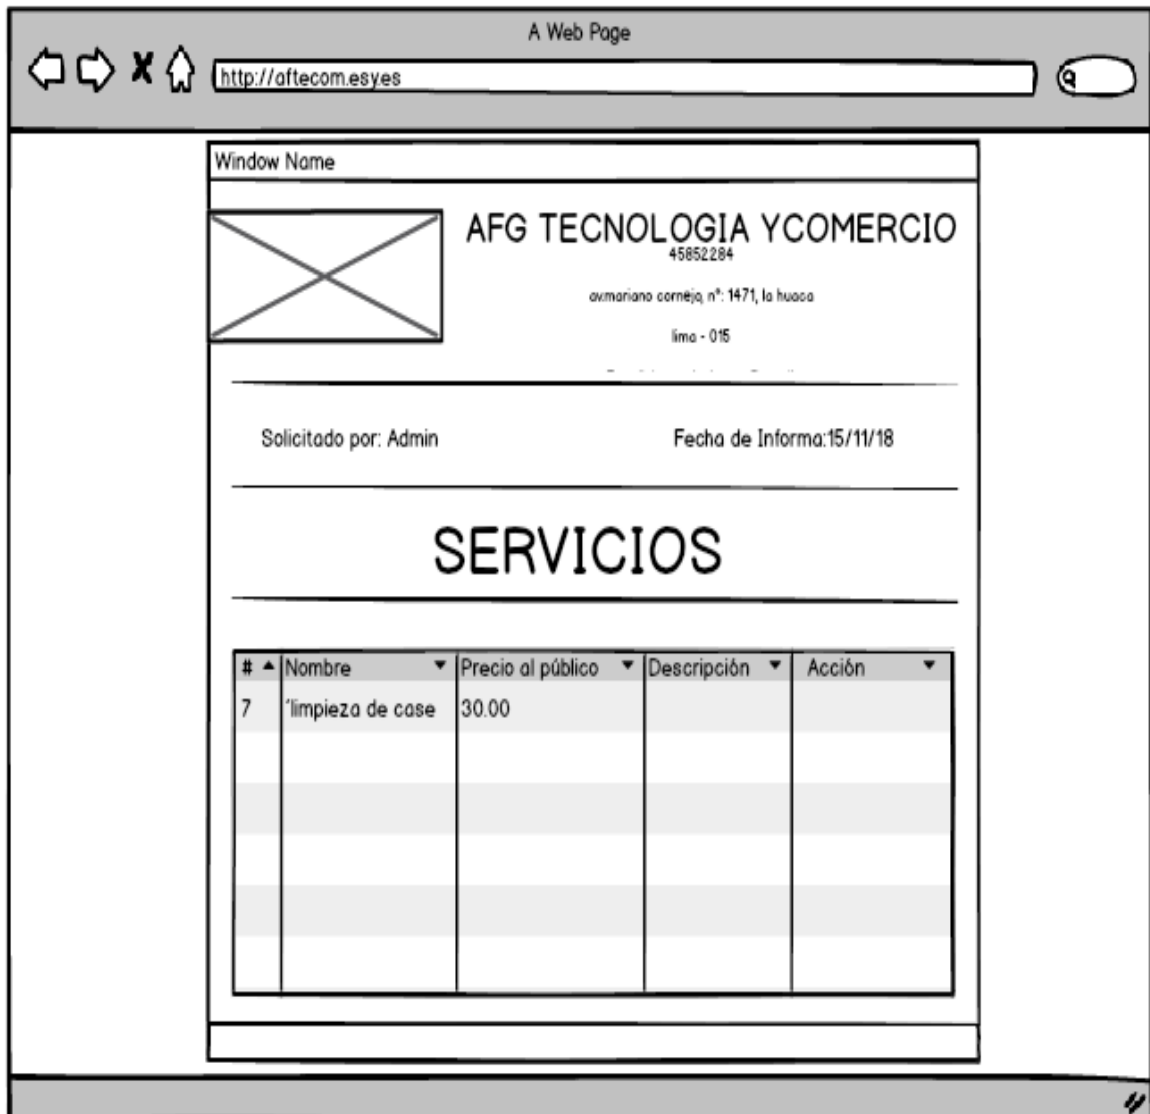 A Web Page
http://aftecom.esy.es
Window Name
AFG TECNOLOGIA YCOMERCIO
45852284
av.mariano cornejo, n°: 1471, la huaca
lima - 015
Solicitado por: Admin
Fecha de Informa:15/11/18
SERVICIOS
# Nombre Precio al público Descripción Acción
7 ´limpieza de case 30.00